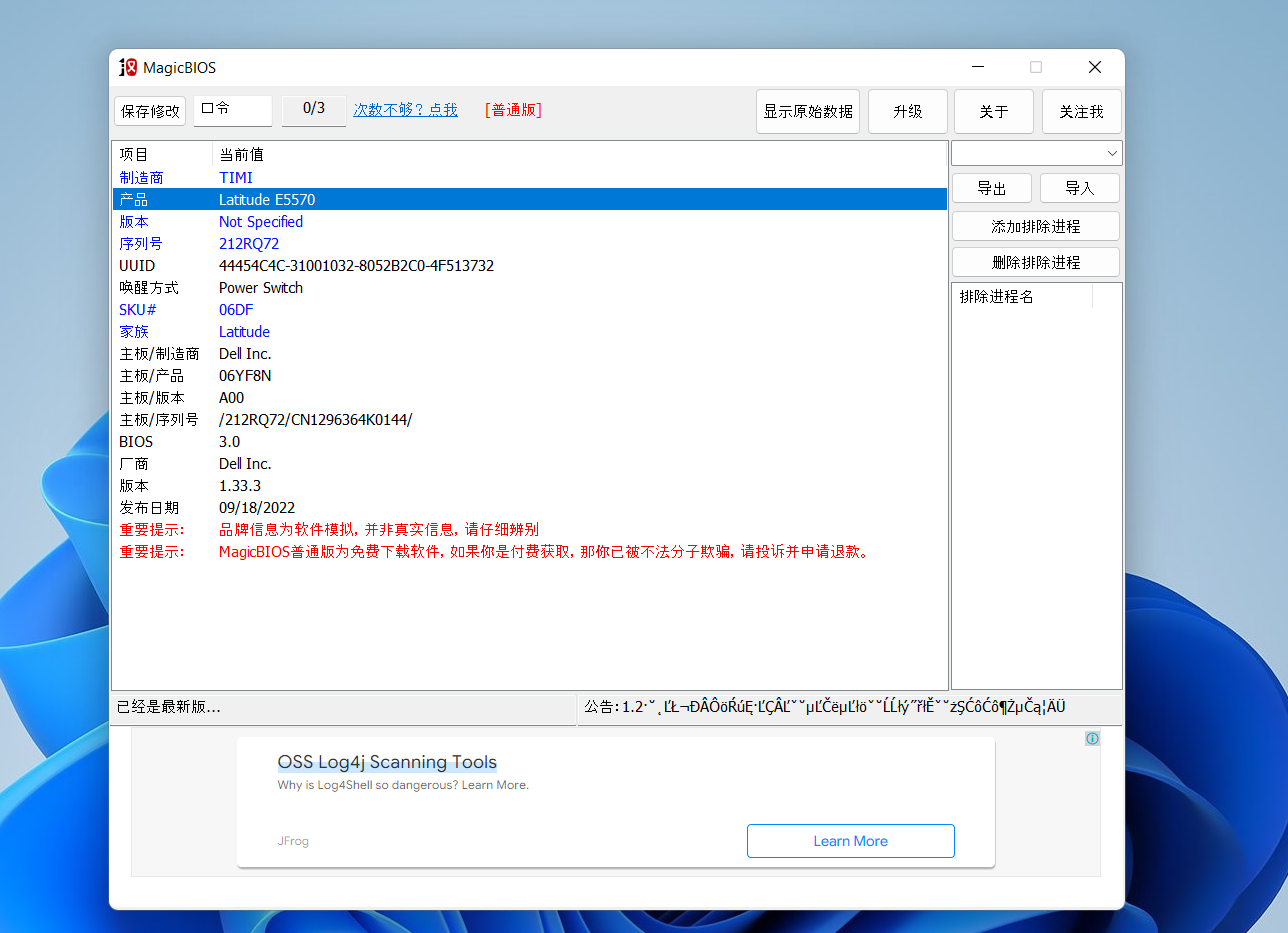 MagicBIOS
保存修改 口令 0/3 次数不够？点我 [普通版] 显示原始数据 升级 关于 关注我
项目 当前值
制造商 TIMI
产品 Latitude E5570
版本 Not Specified
序列号 212RQ72
UUID 44454C4C-31001032-8052B2C0-4F513732
唤醒方式 Power Switch
SKU# 06DF
家族 Latitude
主板/制造商 Dell Inc.
主板/产品 06YF8N
主板/版本 A00
主板/序列号 /212RQ72/CN1296364K0144/
BIOS 3.0
厂商 Dell Inc.
版本 1.33.3
发布日期 09/18/2022
重要提示: 品牌信息为软件模拟, 并非真实信息, 请仔细辨别
重要提示: MagicBIOS普通版为免费下载软件, 如果你是付费获取, 那你已被不法分子欺骗, 请投诉并申请退款。
导出 导入
添加排除进程
删除排除进程
排除进程名
已经是最新版...
公告:1.2
OSS Log4j Scanning Tools
Why is Log4Shell so dangerous? Learn More.
JFrog
Learn More